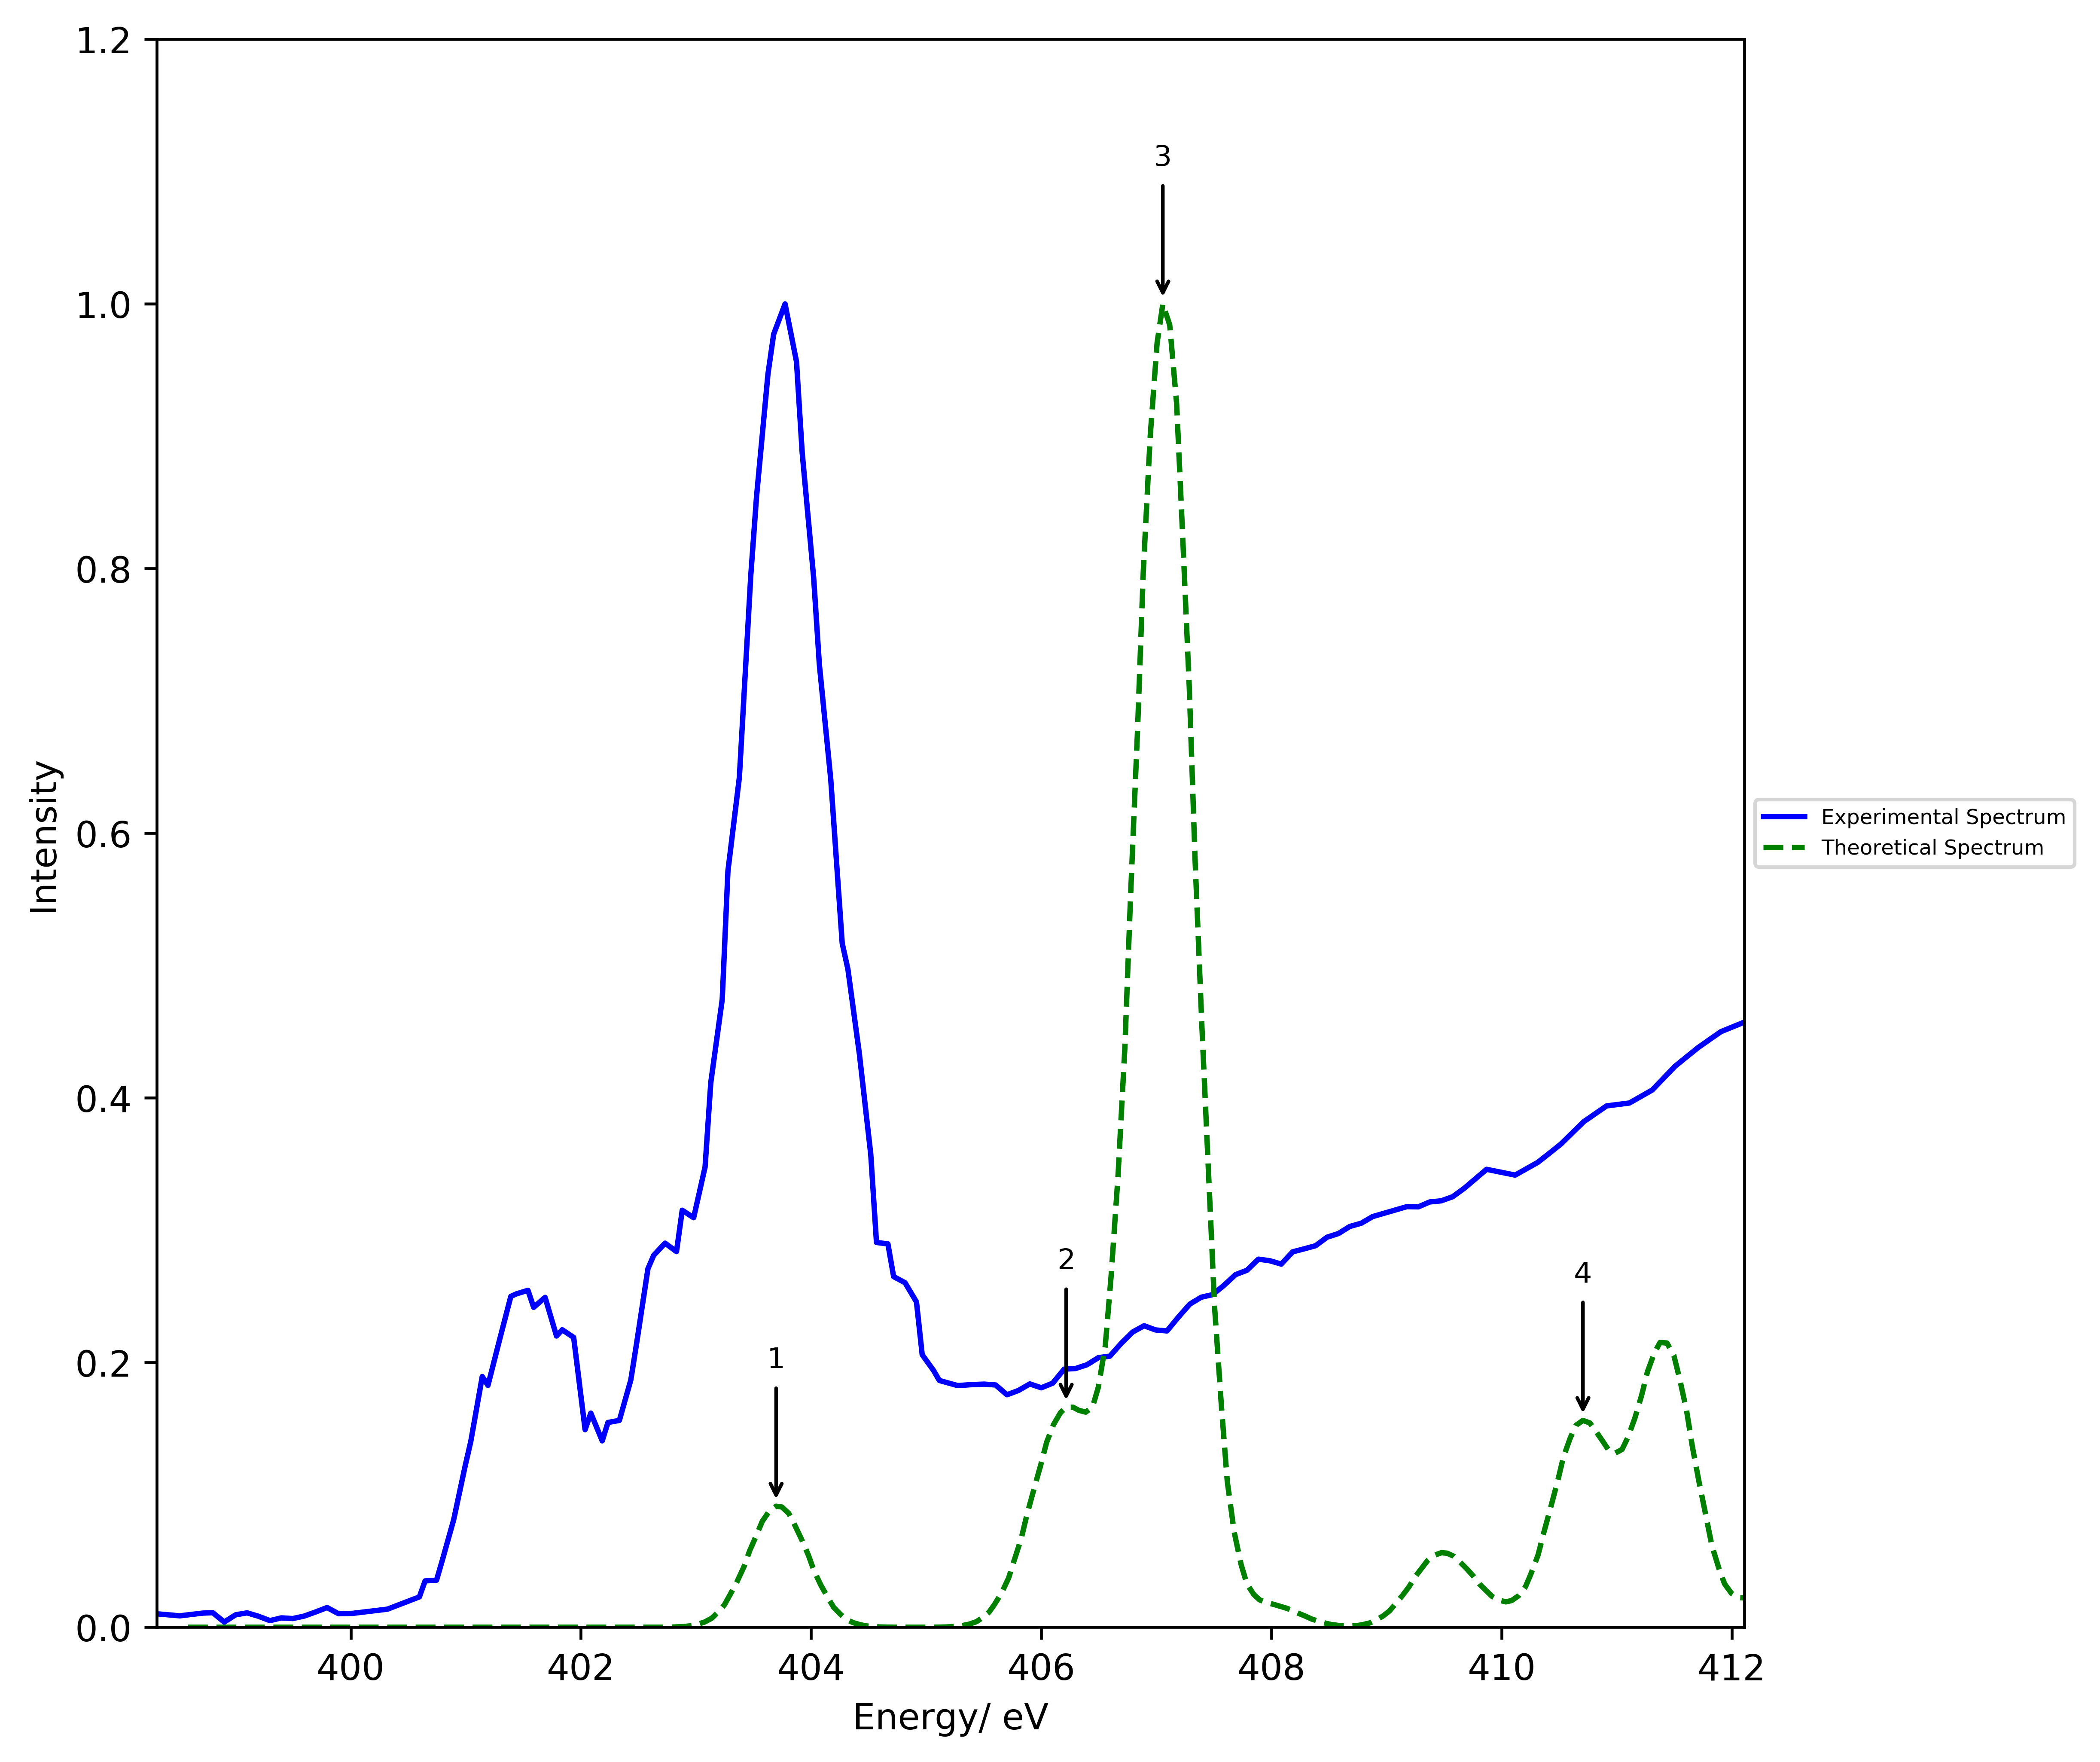 1.2
1.0
0.8
0.6
0.4
0.2
0.0
Intensity
3
2
4
1
Experimental Spectrum
Theoretical Spectrum
400 402 404 406 408 410 412
Energy/ eV